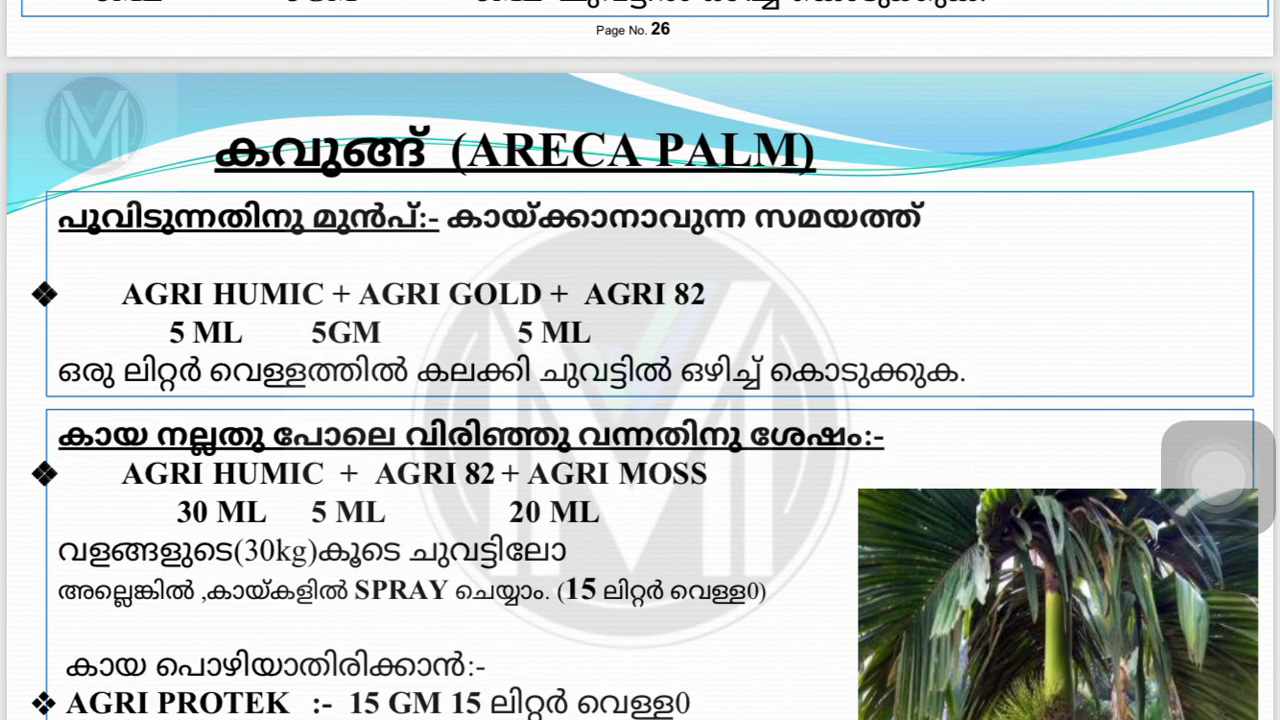 Page No. 26
കവുങ്ങ് (ARECA PALM)
പൂവിടുന്നതിനു മുൻപ്:- കായ്ക്കാനാവുന്ന സമയത്ത്
❖ AGRI HUMIC + AGRI GOLD + AGRI 82
5 ML 5GM 5 ML
ഒരു ലിറ്റർ വെള്ളത്തിൽ കലക്കി ചുവട്ടിൽ ഒഴിച്ച് കൊടുക്കുക.
കായ നല്ലതു പോലെ വിരിഞ്ഞു വന്നതിനു ശേഷം:-
❖ AGRI HUMIC + AGRI 82 + AGRI MOSS
30 ML 5 ML 20 ML
വളങ്ങളുടെ(30kg)കൂടെ ചുവട്ടിലോ
അല്ലെങ്കിൽ ,കായ്കളിൽ SPRAY ചെയ്യാം. (15 ലിറ്റർ വെള്ള0)
കായ പൊഴിയാതിരിക്കാൻ:-
❖ AGRI PROTEK :- 15 GM 15 ലിറ്റർ വെള്ള0